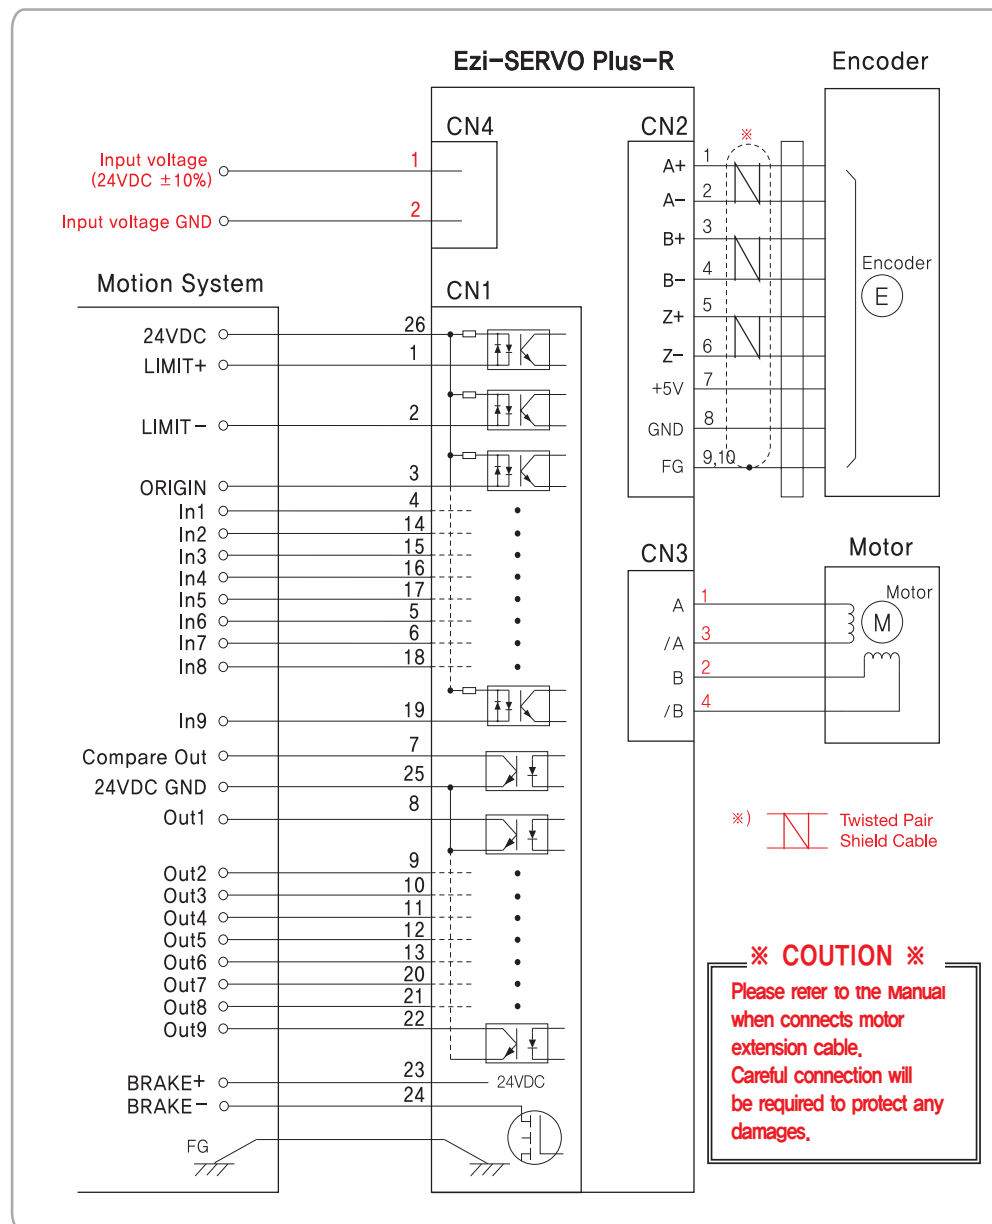 Ezi-SERVO Plus-R
Encoder
CN4
Input voltage
(24VDC ±10%)
1
Input voltage GND
2
CN2
※
A+ 1
A- 2
B+ 3
B- 4
Z+ 5
Z- 6
+5V 7
GND 8
FG 9,10
Encoder
E
Motion System
CN1
24VDC 26
LIMIT+ 1
LIMIT- 2
ORIGIN 3
In1 4
In2 14
In3 15
In4 16
In5 17
In6 5
In7 6
In8 18
In9 19
Compare Out 7
24VDC GND 25
Out1 8
Out2 9
Out3 10
Out4 11
Out5 12
Out6 13
Out7 20
Out8 21
Out9 22
BRAKE+ 23 24VDC
BRAKE- 24
FG
CN3
Motor
A 1
/A 3
B 2
/B 4
Motor
M
※) Twisted Pair
Shield Cable
※ COUTION ※
Please refer to the Manual
when connects motor
extension cable.
Careful connection will
be required to protect any
damages.